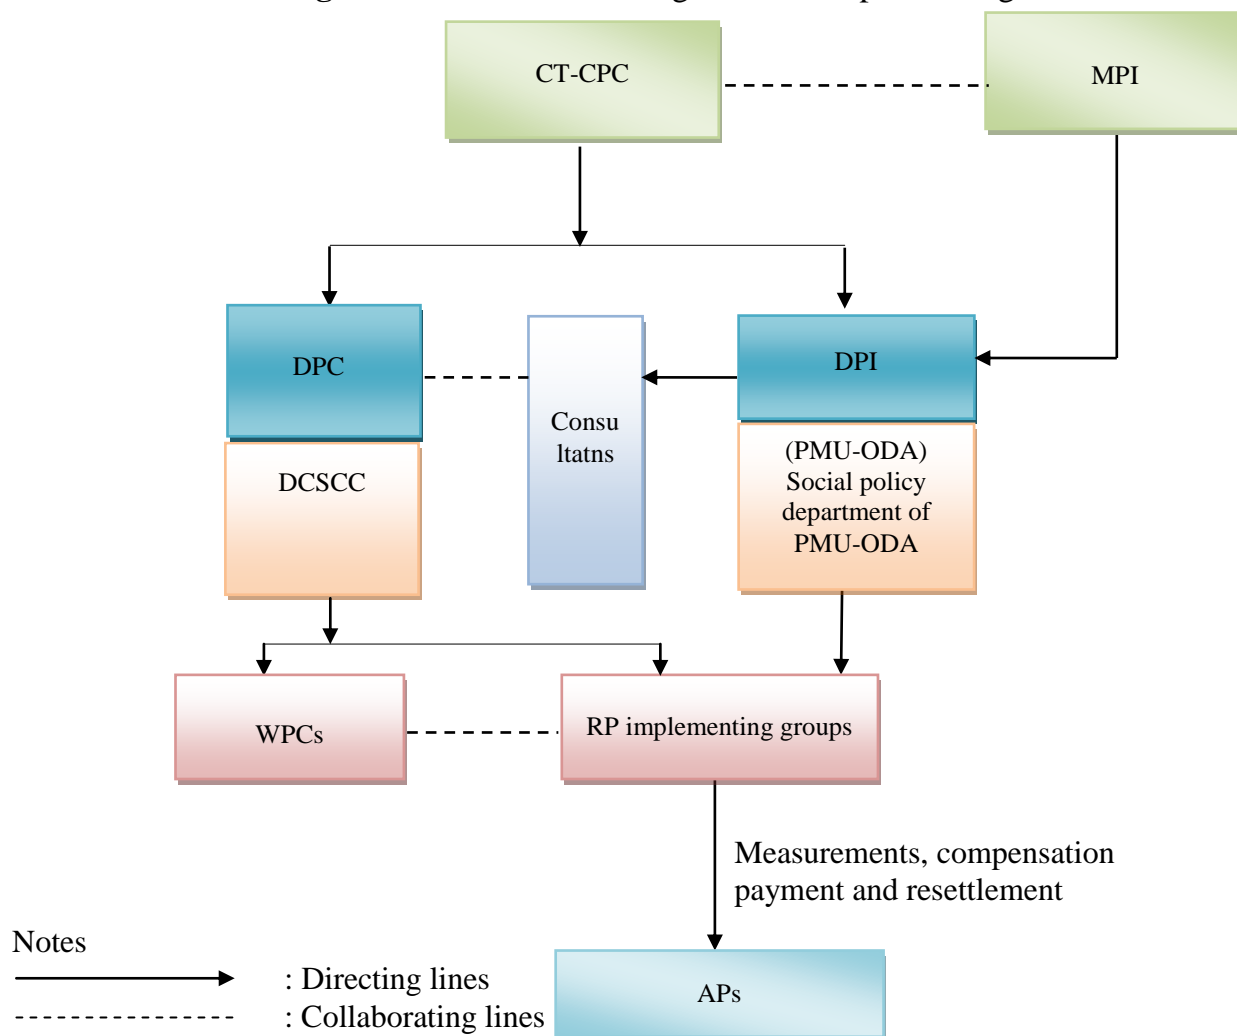 CT-CPC
MPI
DPC
DPI
Consu
ltatns
DCSCC
(PMU-ODA)
Social policy
department of
PMU-ODA
WPCs
RP implementing groups
Measurements, compensation
payment and resettlement
Notes
: Directing lines
: Collaborating lines
APs